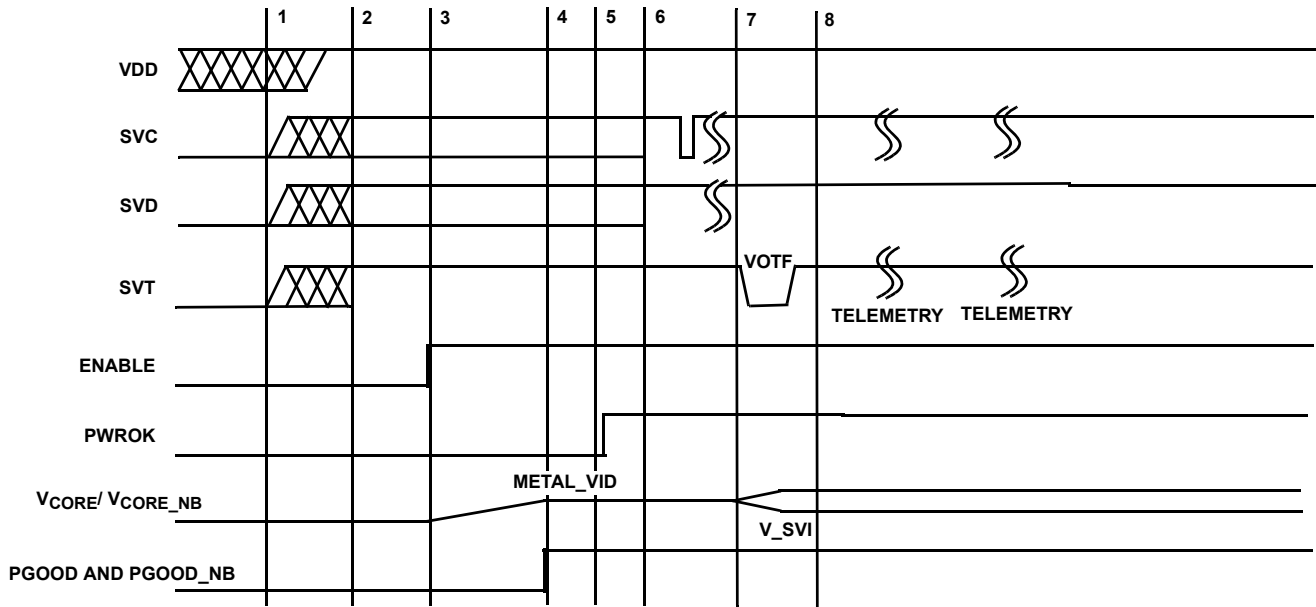 1 2 3 4 5 6 7 8
VDD
SVC
SVD
SVT
VOTF
TELEMETRY TELEMETRY
ENABLE
PWROK
METAL_VID
VCORE/ VCORE_NB
V_SVI
PGOOD AND PGOOD_NB